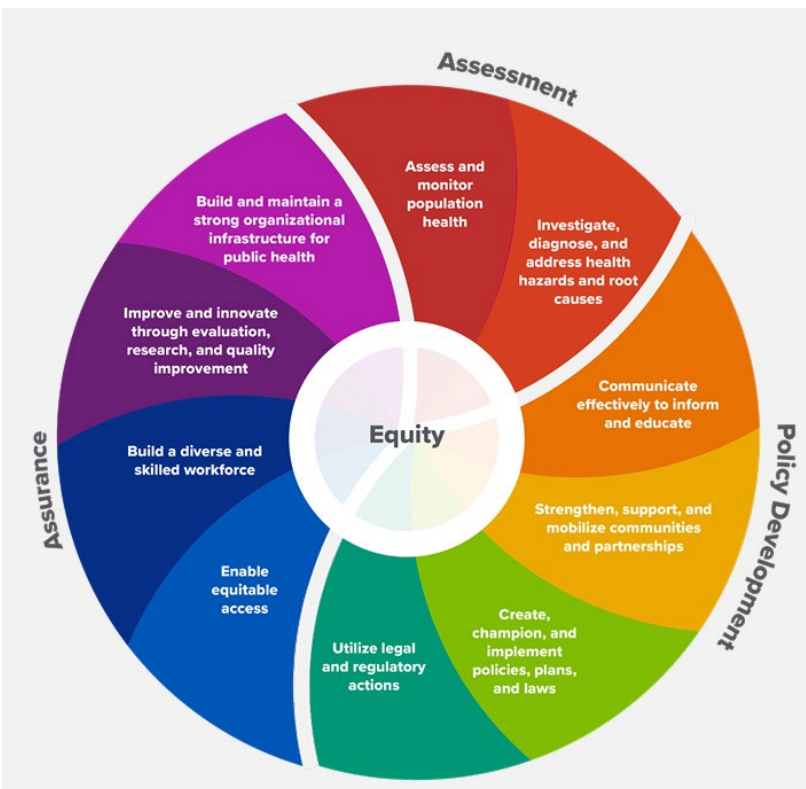 Assessment
Assess and
monitor
population
health
Investigate,
diagnose, and
address health
hazards and root
causes
Policy Development
Communicate
effectively to inform
and educate
Strengthen, support, and
mobilize communities
and partnerships
Create,
champion, and
implement
policies, plans,
and laws
Utilize legal
and regulatory
actions
Assurance
Enable
equitable
access
Build a diverse and
skilled workforce
Improve and innovate
through evaluation,
research, and quality
improvement
Build and maintain a
strong organizational
infrastructure for
public health
Equity